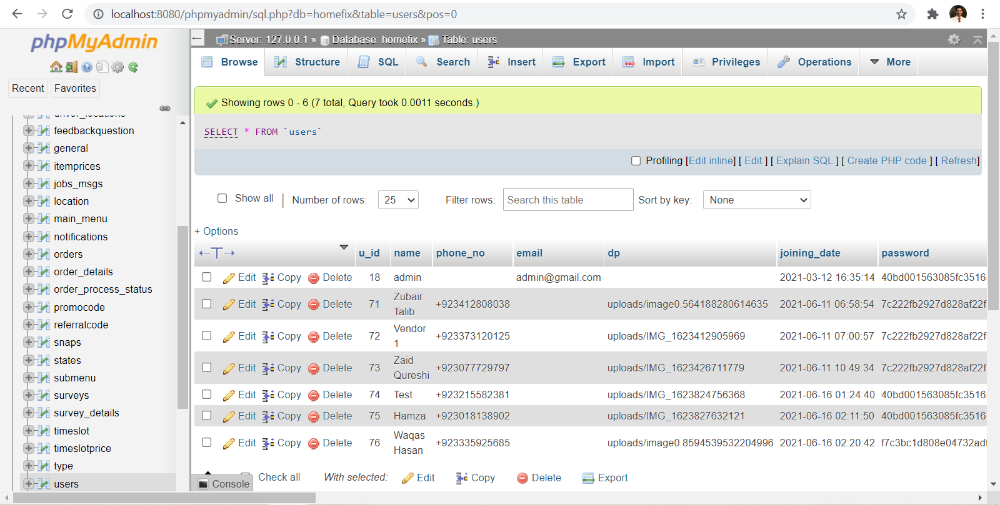 localhost:8080/phpmyadmin/sql.php?db=homefix&table=users&pos=0
phpMyAdmin
Recent Favorites
driver_locations
feedbackquestion
general
itemprices
jobs_msgs
location
main_menu
notifications
orders
order_details
order_process_status
promocode
referralcode
snaps
states
submenu
surveys
survey_details
timeslot
timeslotprice
type
users
Server: 127.0.0.1 » Database: homefix » Table: users
Browse Structure SQL Search Insert Export Import Privileges Operations More
Showing rows 0 - 6 (7 total, Query took 0.0011 seconds.)
SELECT * FROM `users`
Profiling [Edit inline] [ Edit ] [ Explain SQL ] [ Create PHP code ] [ Refresh]
Show all | Number of rows: 25 Filter rows: Search this table Sort by key: None
+ Options
←T→ u_id name phone_no email dp joining_date password
Edit Copy Delete 18 admin admin@gmail.com 2021-03-12 16:35:14 40bd001563085fc3516
Edit Copy Delete 71 Zubair Talib +923412808038 uploads/image0.564188280614635 2021-06-11 06:58:54 7c222fb2927d828af22f
Edit Copy Delete 72 Vendor 1 +923373120125 uploads/IMG_1623412905969 2021-06-11 07:00:57 7c222fb2927d828af22f
Edit Copy Delete 73 Zaid Qureshi +923077729797 uploads/IMG_1623426711779 2021-06-11 10:49:34 7c222fb2927d828af22f
Edit Copy Delete 74 Test +923215582381 uploads/IMG_1623824756368 2021-06-16 01:24:40 40bd001563085fc3516
Edit Copy Delete 75 Hamza +923018138902 uploads/IMG_1623827632121 2021-06-16 02:11:50 40bd001563085fc3516
Edit Copy Delete 76 Waqas Hasan +923335925685 uploads/image0.8594539532204996 2021-06-16 02:20:42 f7c3bc1d808e04732adf
Check all With selected: Edit Copy Delete Export
Console